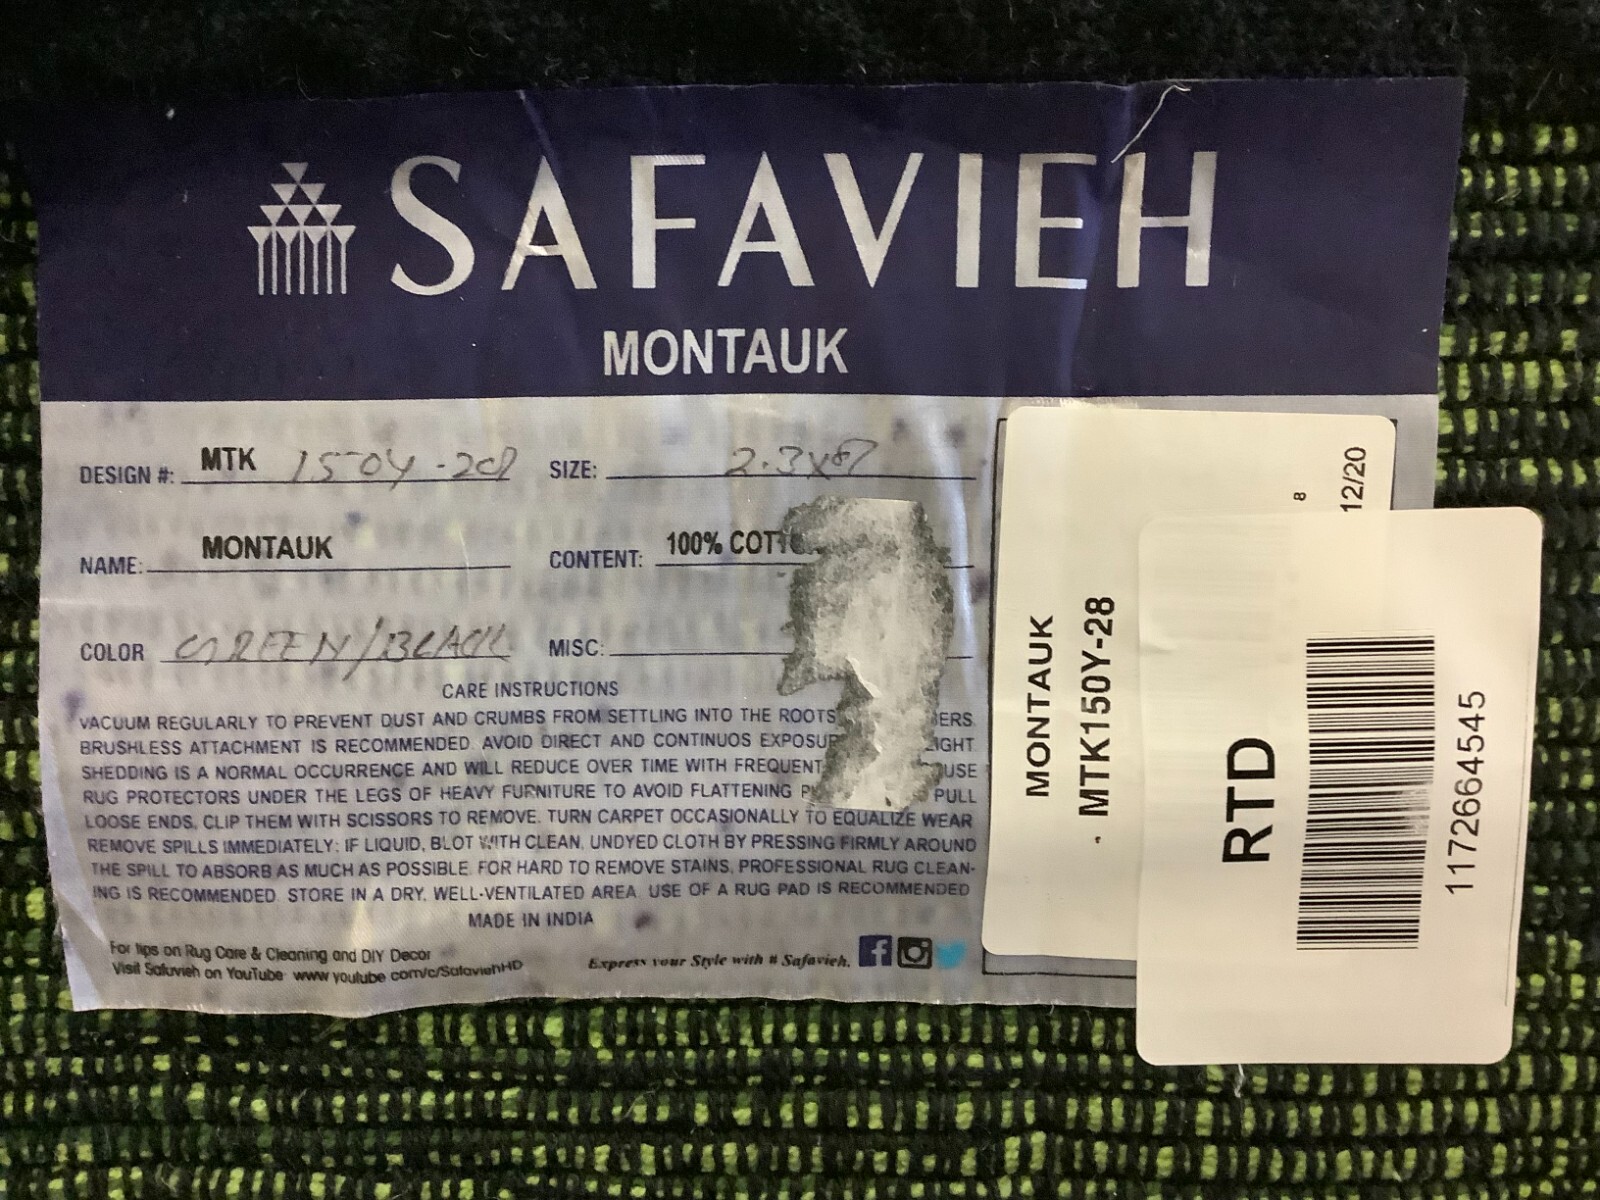 SAFAVIEH
MONTAUK
DESIGN #: MTK 150Y-28 SIZE: 2.3x8
NAME: MONTAUK CONTENT: 100%
COLOR GREEN/BLACK MISC:
CARE INSTRUCTIONS
VACUUM REGULARLY TO PREVENT DUST AND CRUMBS FROM SETTLING INTO THE ROOTS
BRUSHLESS ATTACHMENT IS RECOMMENDED. AVOID DIRECT AND CONTINUOS
SHEDDING IS A NORMAL OCCURRENCE AND WILL REDUCE OVER TIME WITH FREQUENT USE
RUG PROTECTORS UNDER THE LEGS OF HEAVY FURNITURE TO AVOID FLATTENING PULL
LOOSE ENDS, CLIP THEM WITH SCISSORS TO REMOVE. TURN CARPET OCCASIONALLY TO EQUALIZE WEAR
REMOVE SPILLS IMMEDIATELY: IF LIQUID, BLOT WITH CLEAN, UNDYED CLOTH BY PRESSING FIRMLY AROUND
THE SPILL TO ABSORB AS MUCH AS POSSIBLE. FOR HARD TO REMOVE STAINS, PROFESSIONAL RUG CLEAN-
ING IS RECOMMENDED. STORE IN A DRY, WELL-VENTILATED AREA. USE OF A RUG PAD IS RECOMMENDED
MADE IN INDIA
For tips on Rug Care & Cleaning and DIY Decor
Visit Safavieh on YouTube www.youtube.com/c/SafaviehHD
Express your Style with # Safavieh.
MONTAUK
MTK150Y-28
8
12/20
RTD
11726644545